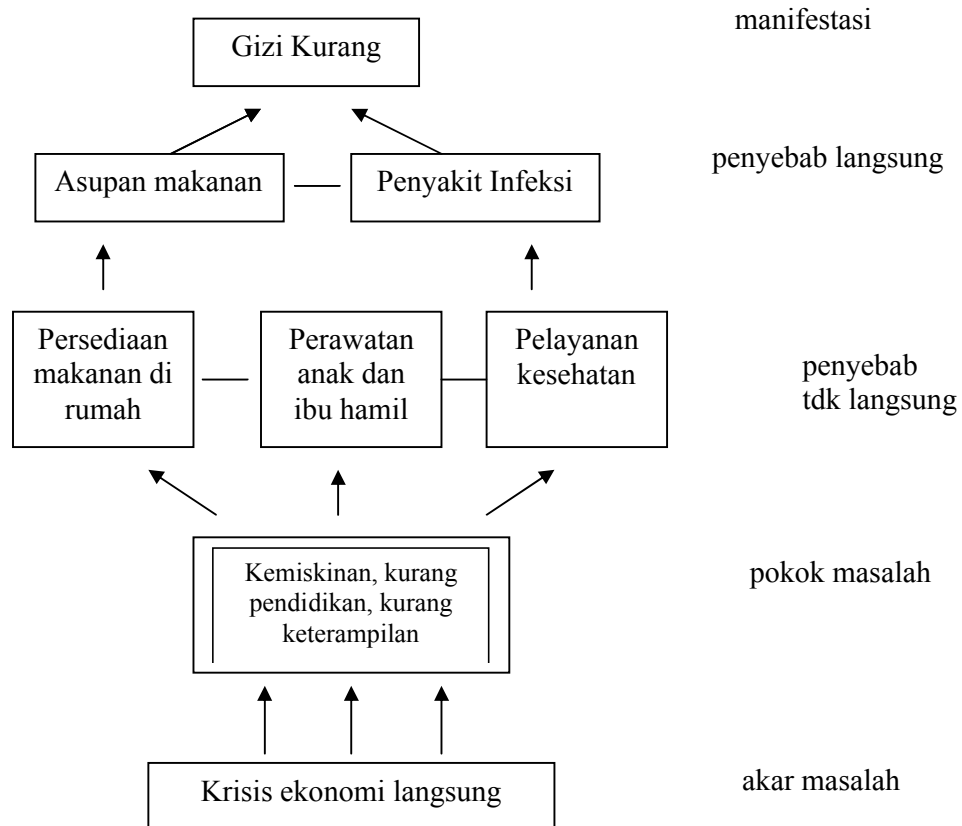 manifestasi
Gizi Kurang
penyebab langsung
Asupan makanan
Penyakit Infeksi
Persediaan
makanan di
rumah
Perawatan
anak dan
ibu hamil
Pelayanan
kesehatan
penyebab
tdk langsung
Kemiskinan, kurang
pendidikan, kurang
keterampilan
pokok masalah
Krisis ekonomi langsung
akar masalah